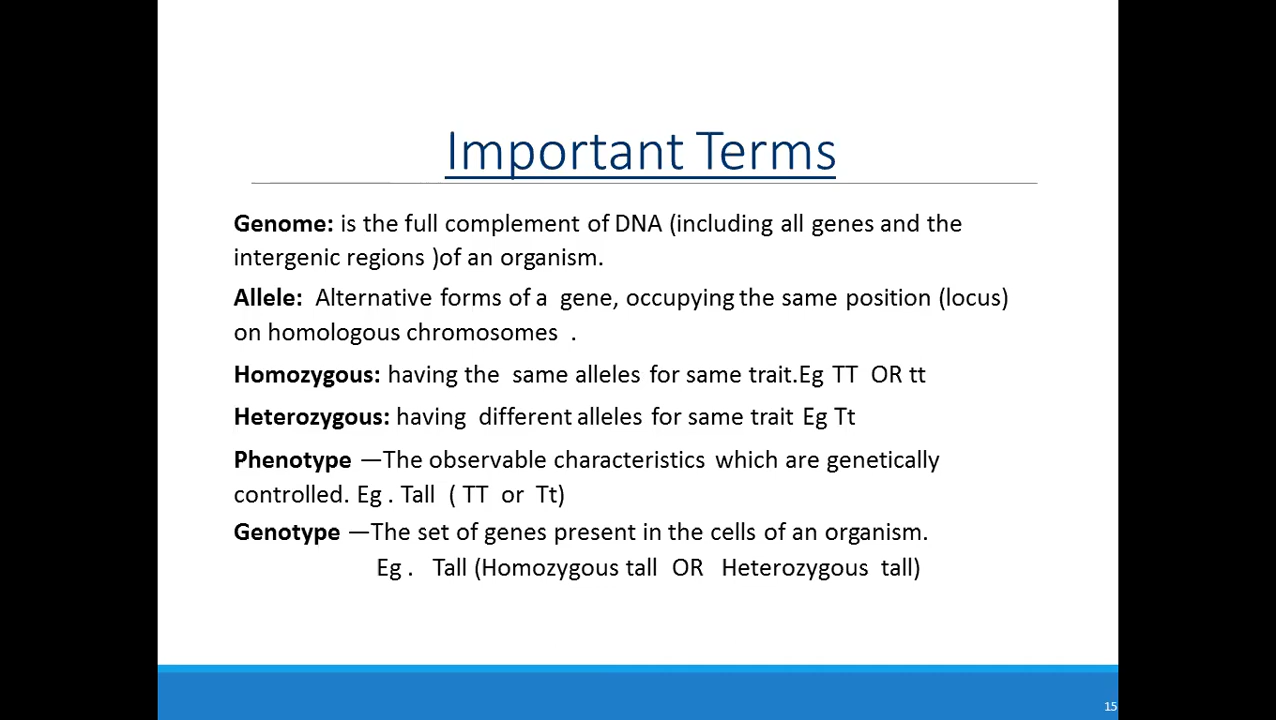 Important Terms
Genome: is the full complement of DNA (including all genes and the
intergenic regions )of an organism.
Allele: Alternative forms of a gene, occupying the same position (locus)
on homologous chromosomes .
Homozygous: having the same alleles for same trait.Eg TT OR tt
Heterozygous: having different alleles for same trait Eg Tt
Phenotype —The observable characteristics which are genetically
controlled. Eg . Tall ( TT or Tt)
Genotype —The set of genes present in the cells of an organism.
Eg . Tall (Homozygous tall OR Heterozygous tall)
15